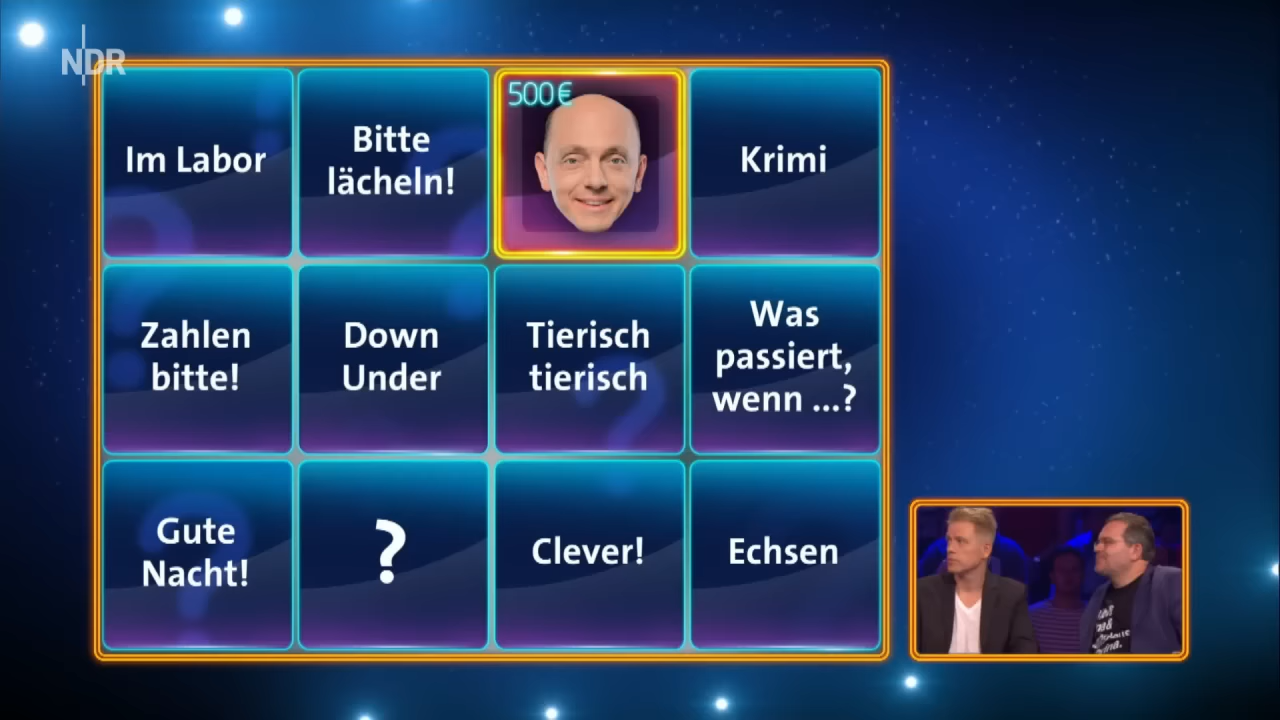 NDR
Im Labor
Bitte
lächeln!
500€
Krimi
Zahlen
bitte!
Down
Under
Tierisch
tierisch
Was
passiert,
wenn ...?
Gute
Nacht!
?
Clever!
Echsen